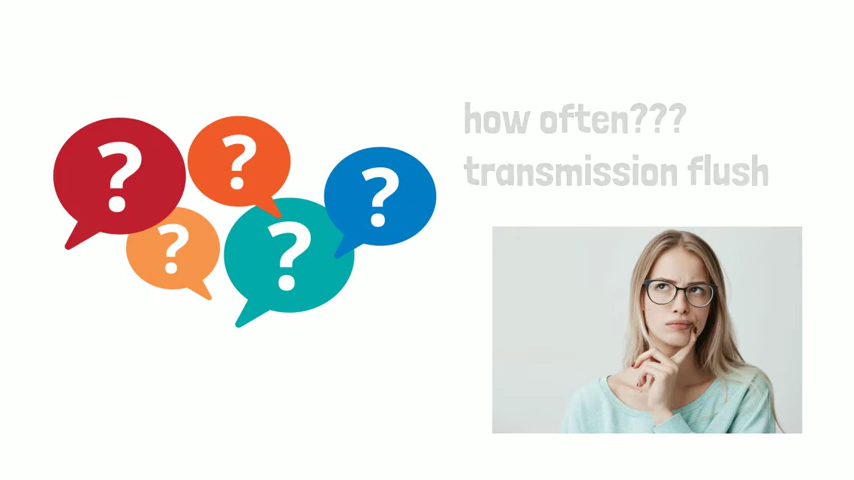 ? ? ? ? ?
how often???
transmission flush